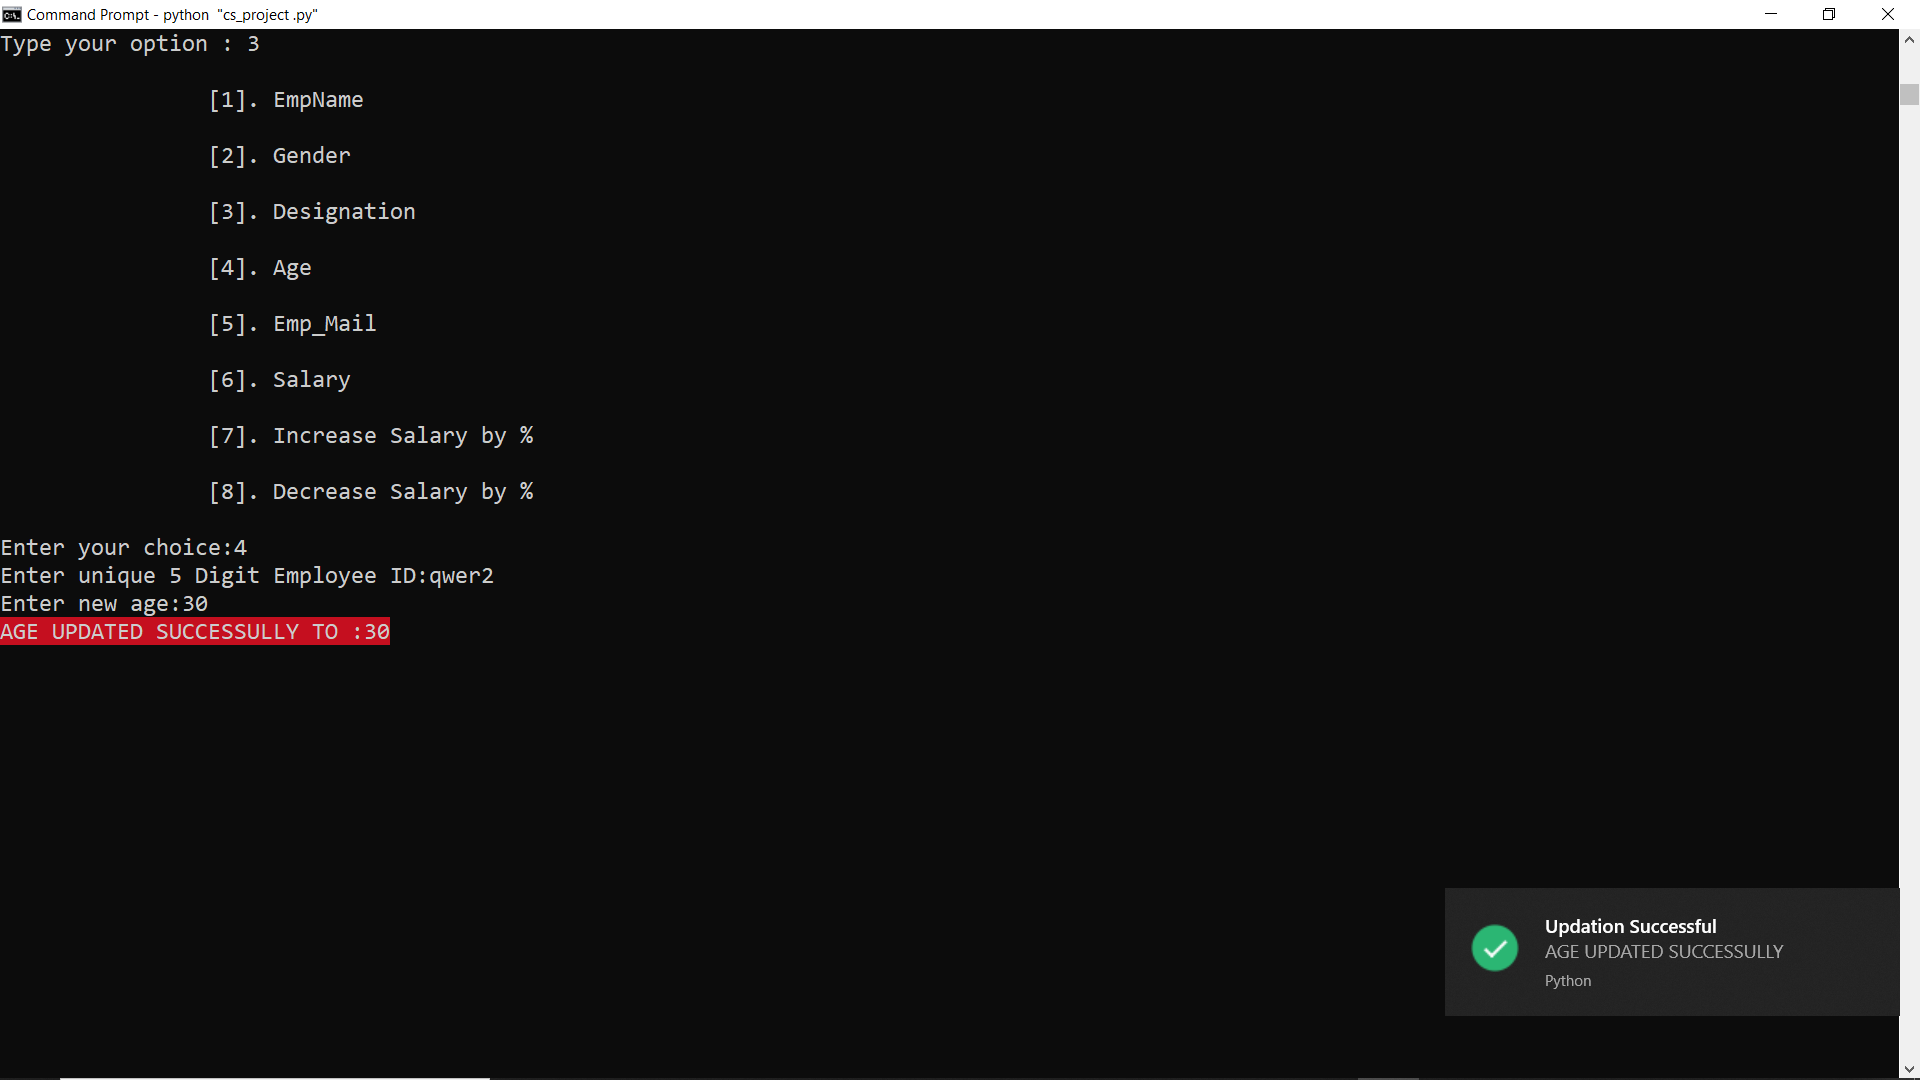 Command Prompt - python  "cs_project .py"
Type your option : 3
[1]. EmpName
[2]. Gender
[3]. Designation
[4]. Age
[5]. Emp_Mail
[6]. Salary
[7]. Increase Salary by %
[8]. Decrease Salary by %
Enter your choice:4
Enter unique 5 Digit Employee ID:qwer2
Enter new age:30
AGE UPDATED SUCCESSULLY TO :30
Updation Successful
AGE UPDATED SUCCESSULLY
Python